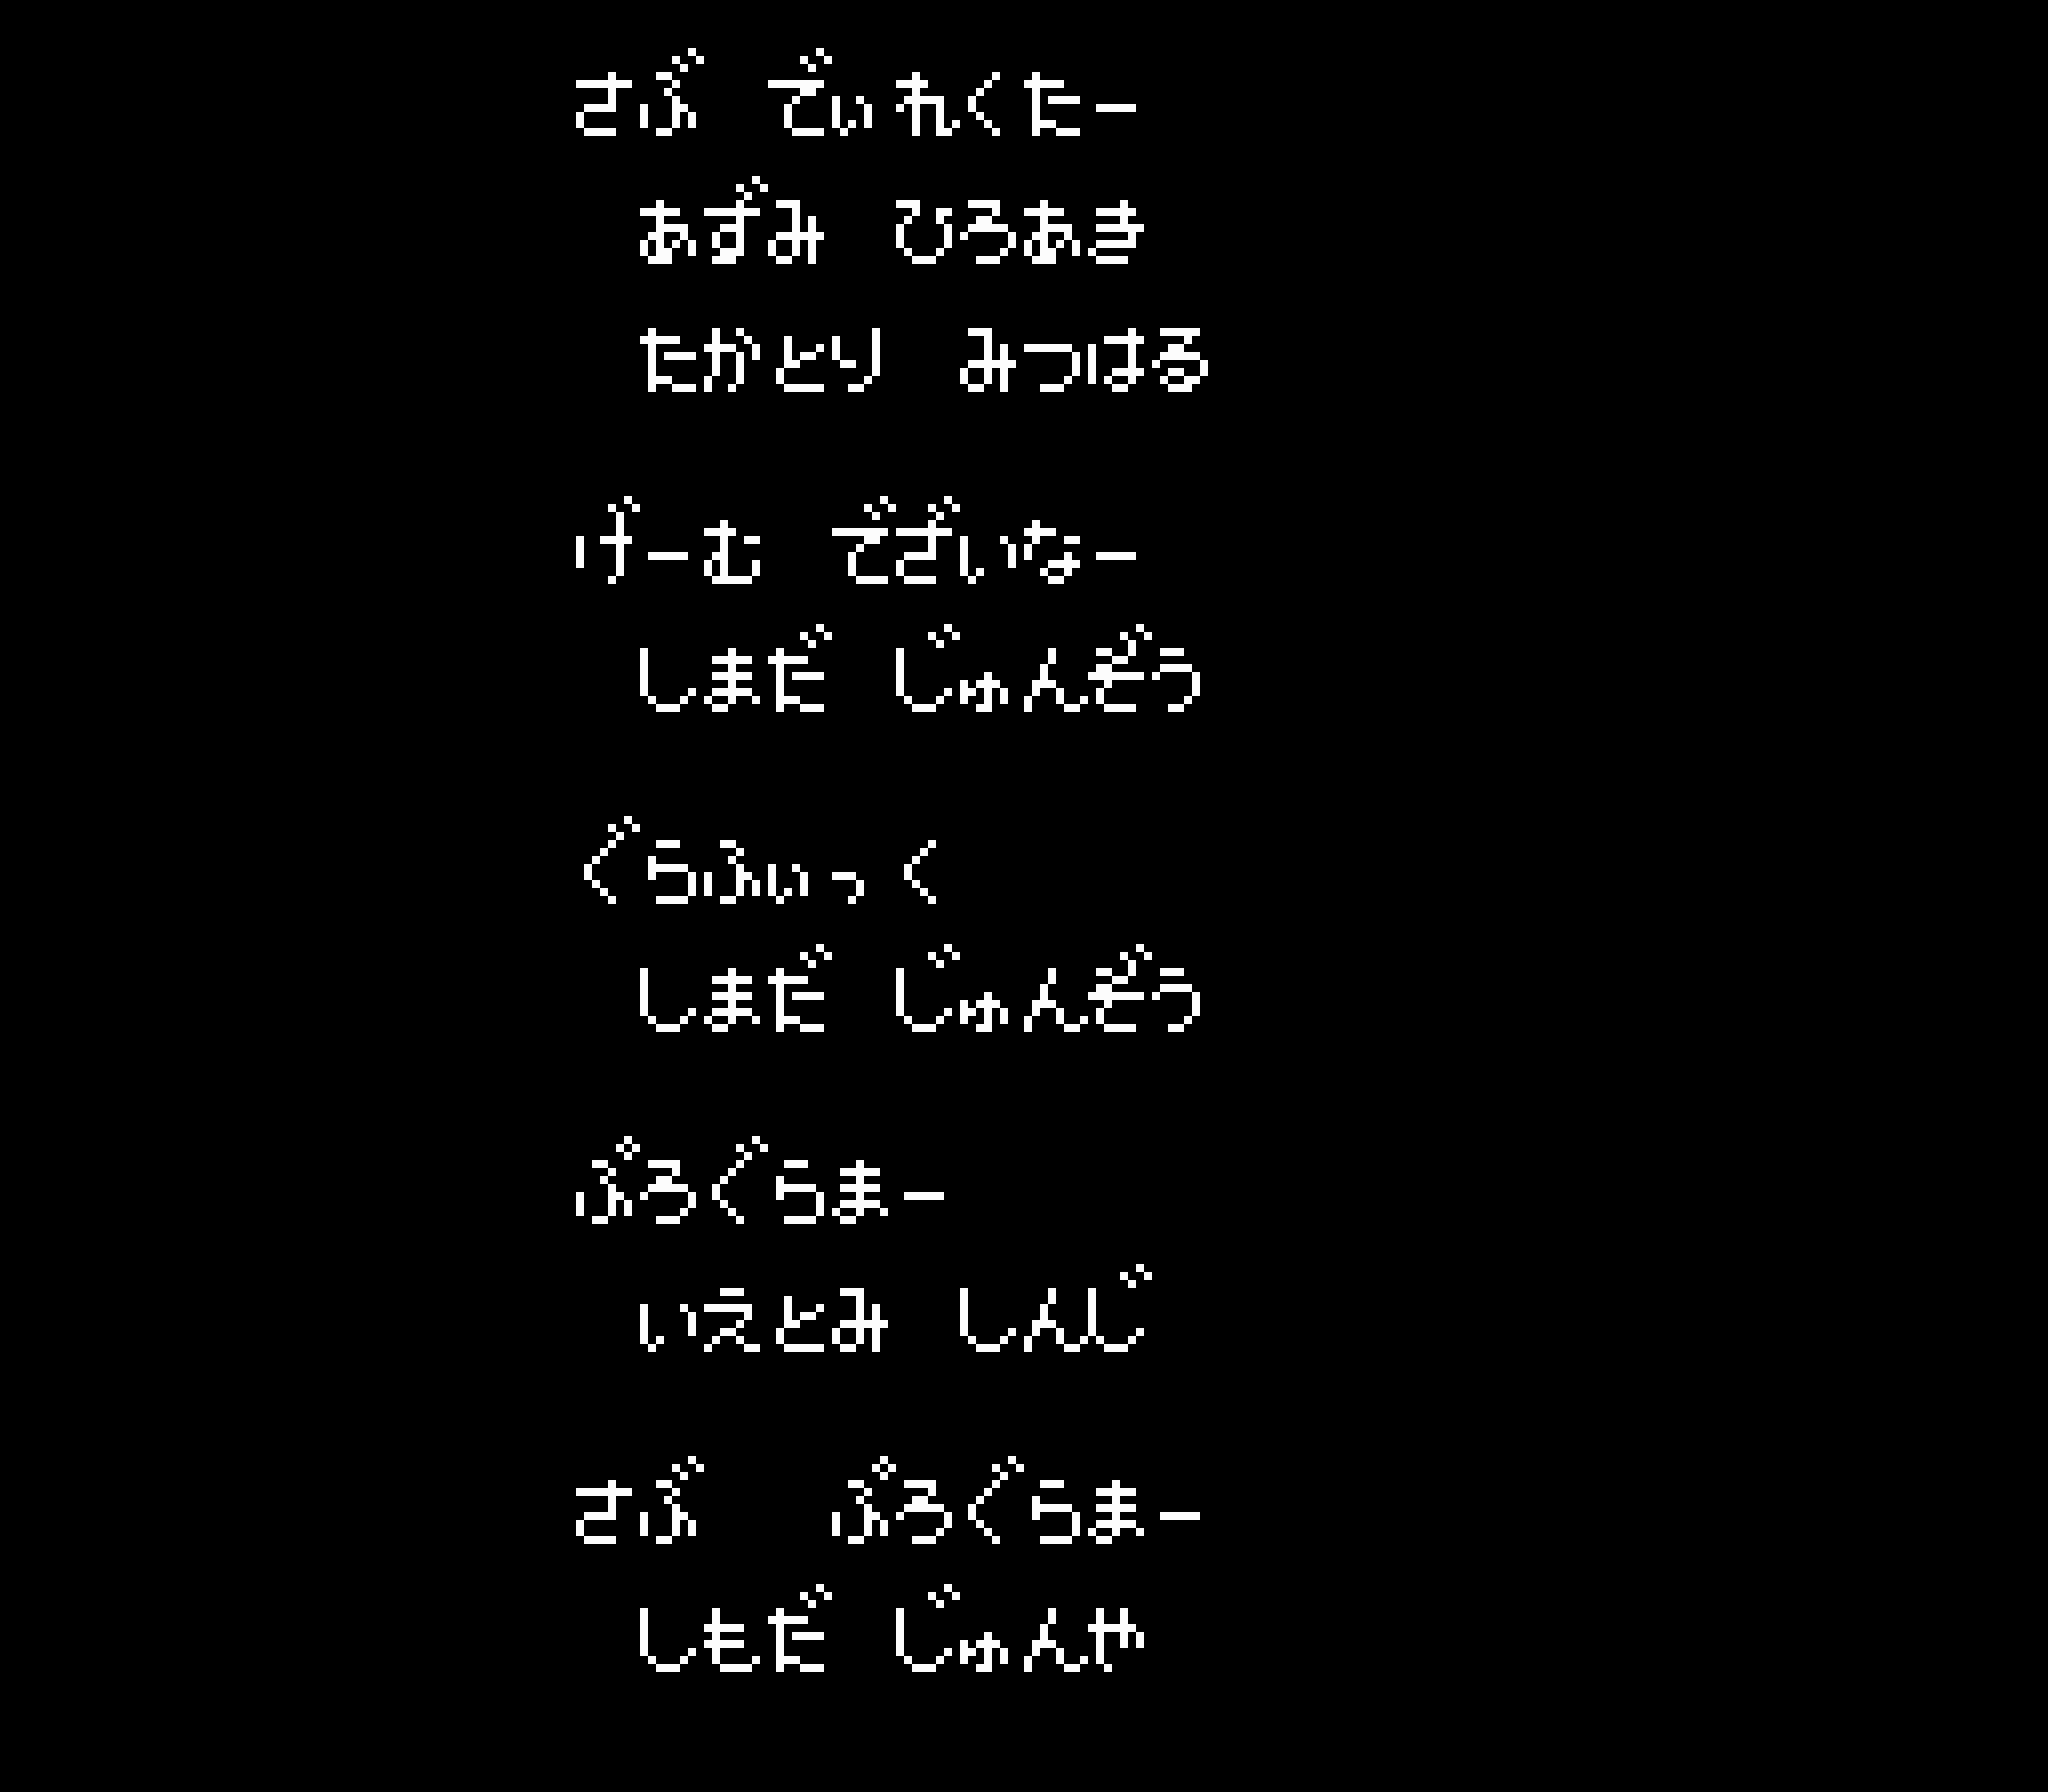 さぶ でぃれくたー
あずみ ひろあき
たかとり みつはる
げーむ でざいなー
しまだ じゅんぞう
ぐらふぃっく
しまだ じゅんぞう
ぷろぐらまー
いえとみ しんじ
さぶ ぷろぐらまー
しもだ じゅんや